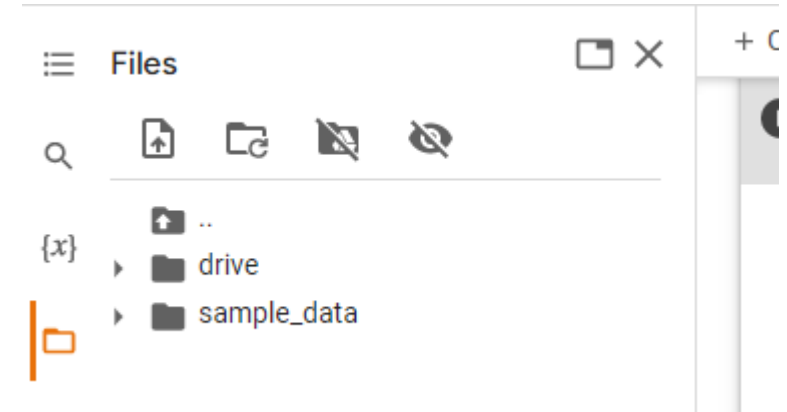 Files
+ C
{x}
..
drive
sample_data